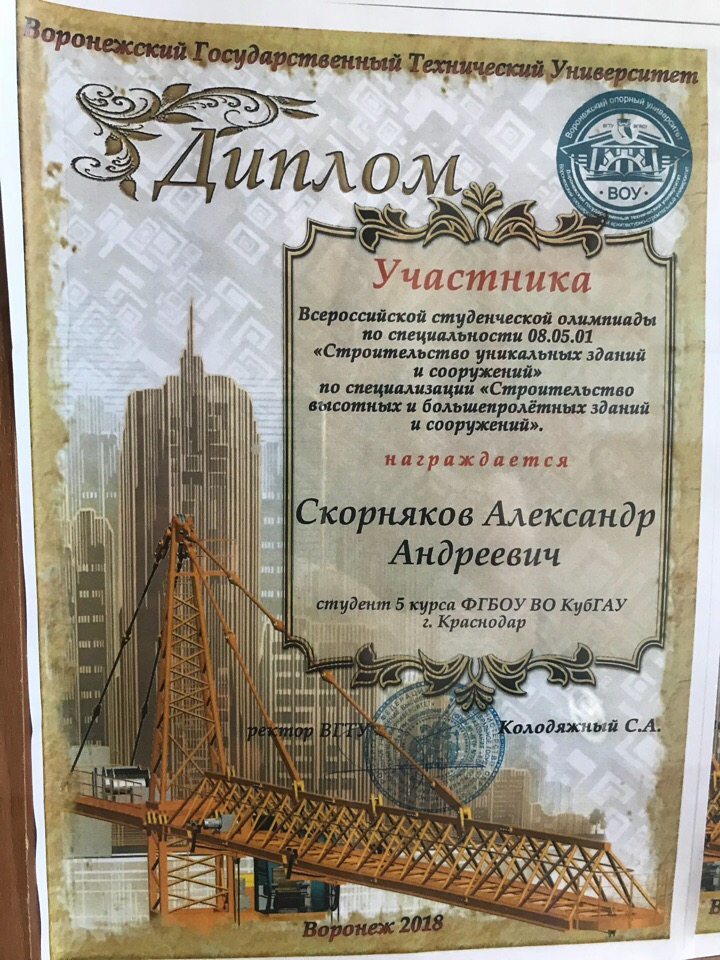 Воронежский Государственный Технический Университет
Диплом
Воронежский опорный университет
ВГТУ
ВОУ
Участника
Всероссийской студенческой олимпиады
по специальности 08.05.01
«Строительство уникальных зданий
и сооружений»
по специализации «Строительство
высотных и большепролётных зданий
и сооружений».
награждается
Скорняков Александр
Андреевич
студент 5 курса ФГБОУ ВО КубГАУ
г. Краснодар
ректор ВГТУ
Колодяжный С.А.
Воронеж 2018